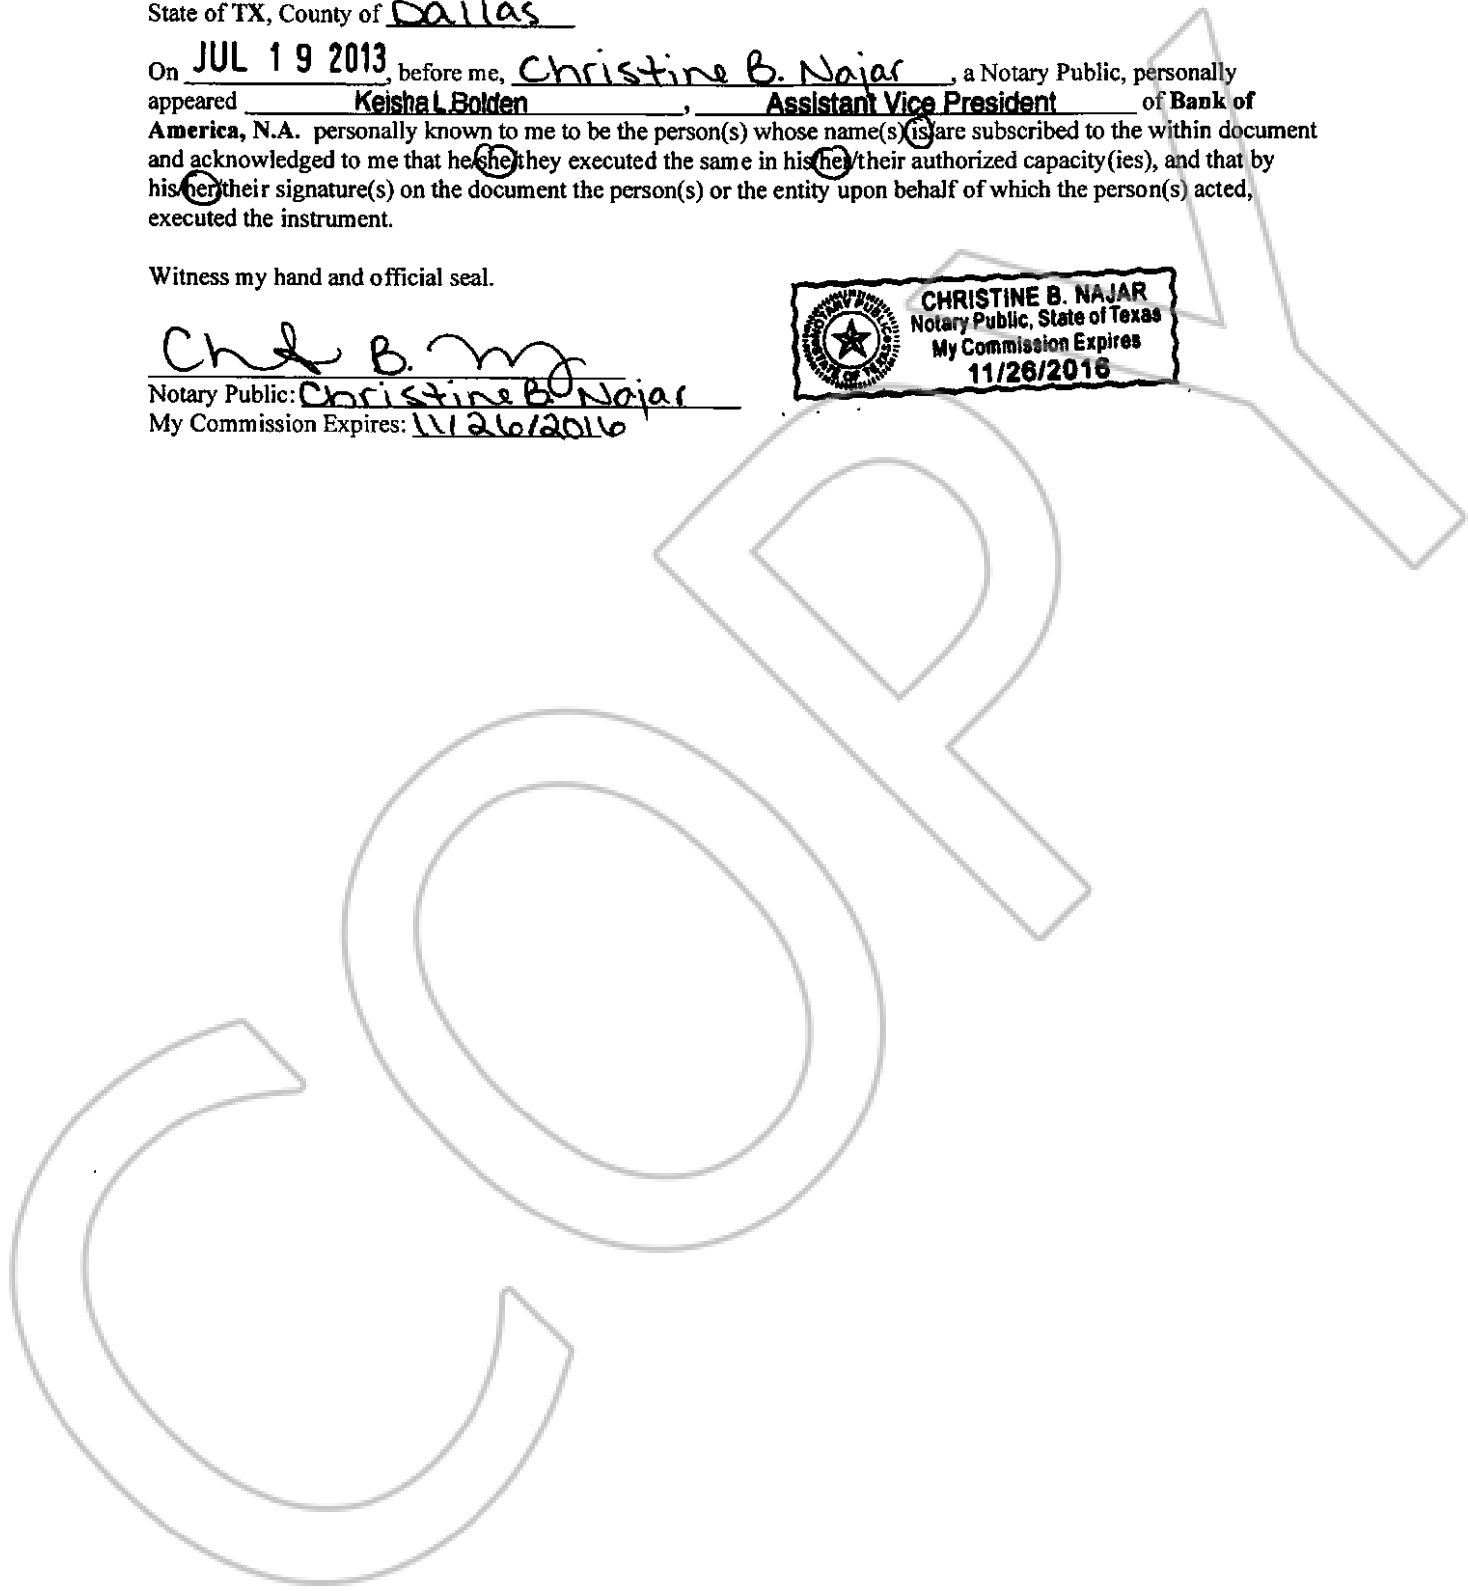 State of TX, County of Dallas
On JUL 19 2013, before me, Christine B. Najar, a Notary Public, personally
appeared Keisha L. Bolden, Assistant Vice President of Bank of
America, N.A. personally known to me to be the person(s) whose name(s) is/are subscribed to the within document
and acknowledged to me that he/she/they executed the same in his/her/their authorized capacity(ies), and that by
his/her/their signature(s) on the document the person(s) or the entity upon behalf of which the person(s) acted,
executed the instrument.
Witness my hand and official seal.
NOTARY PUBLIC
STATE OF TEXAS
CHRISTINE B. NAJAR
Notary Public, State of Texas
My Commission Expires
11/26/2016
Notary Public: Christine B. Najar
My Commission Expires: 11/26/2016
COPY